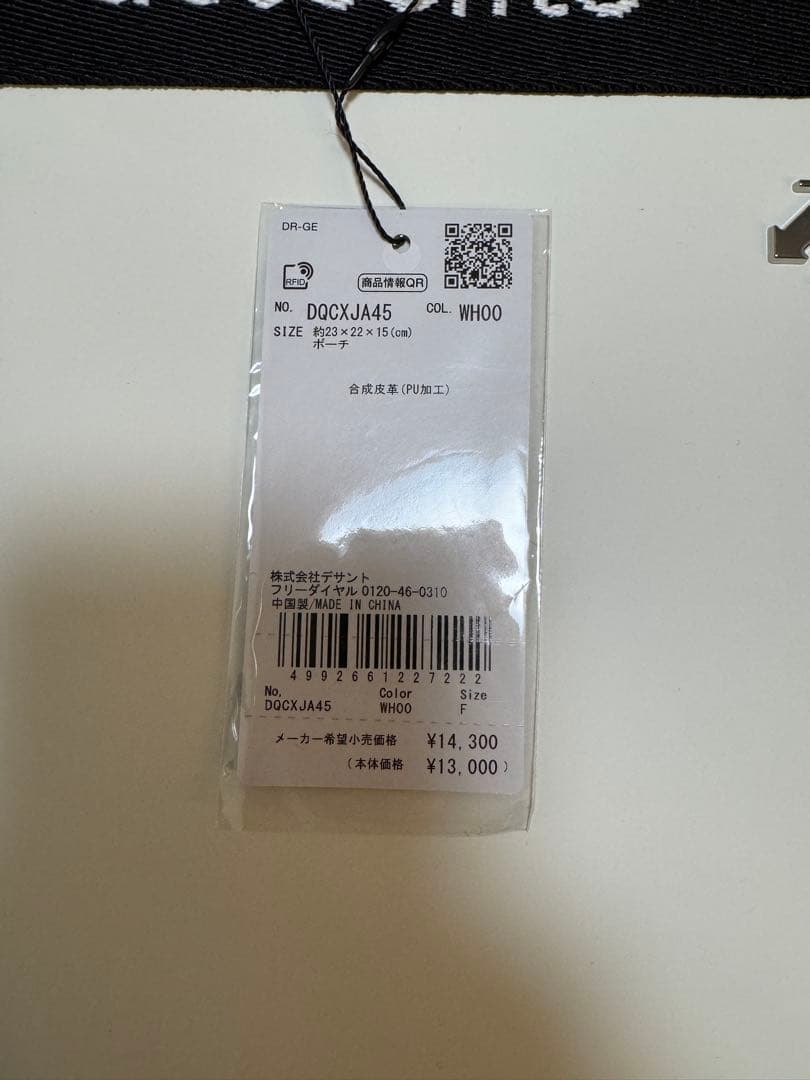 DR-GE
RFID
商品情報QR
NO. DQCXJA45 COL. WH00
SIZE 約23×22×15(cm)
ポーチ
合成皮革(PU加工)
株式会社デサント
フリーダイヤル 0120-46-0310
中国製/MADE IN CHINA
4992661227222
No, Color Size
DQCXJA45 WH00 F
メーカー希望小売価格 ¥14,300
(本体価格 ¥13,000)